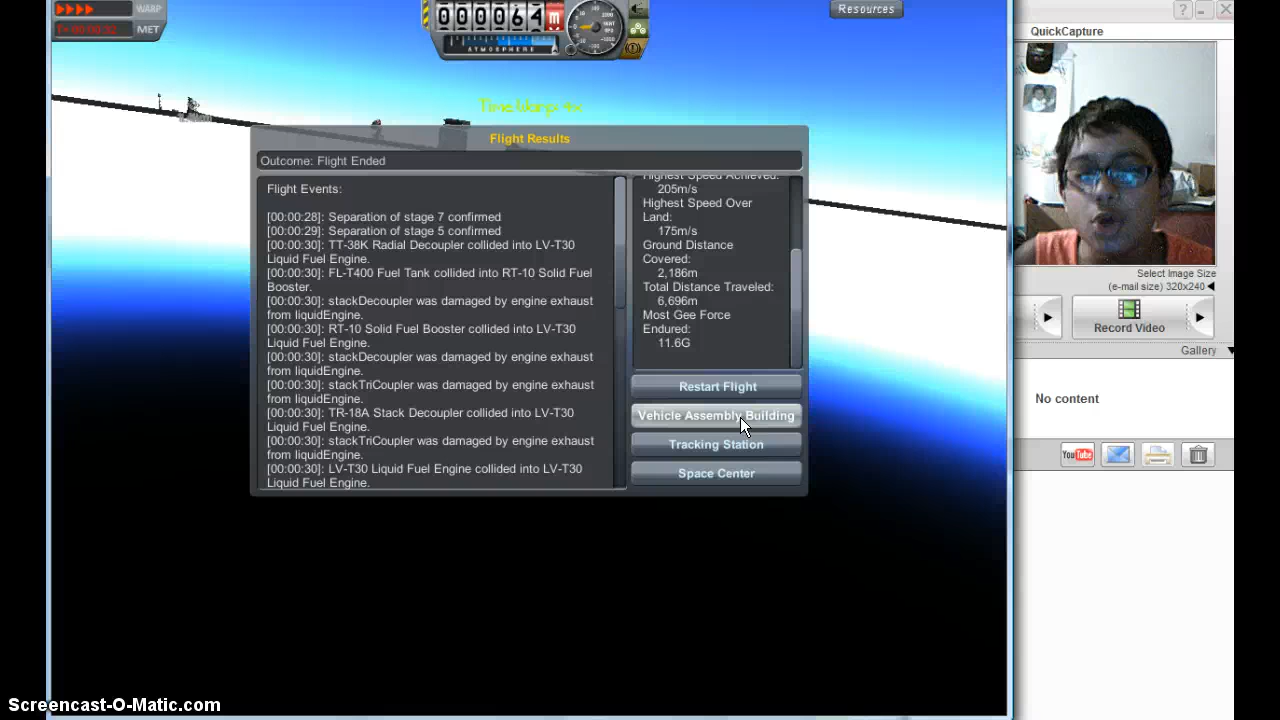 WARP
T+ 00:00:32 MET
000064 m
ATMOSPHERE
Resources
QuickCapture
Time Warp: 4x
Flight Results
Outcome: Flight Ended
Flight Events:
[00:00:28]: Separation of stage 7 confirmed
[00:00:29]: Separation of stage 5 confirmed
[00:00:30]: TT-38K Radial Decoupler collided into LV-T30
Liquid Fuel Engine.
[00:00:30]: FL-T400 Fuel Tank collided into RT-10 Solid Fuel
Booster.
[00:00:30]: stackDecoupler was damaged by engine exhaust
from liquidEngine.
[00:00:30]: RT-10 Solid Fuel Booster collided into LV-T30
Liquid Fuel Engine.
[00:00:30]: stackDecoupler was damaged by engine exhaust
from liquidEngine.
[00:00:30]: stackTriCoupler was damaged by engine exhaust
from liquidEngine.
[00:00:30]: TR-18A Stack Decoupler collided into LV-T30
Liquid Fuel Engine.
[00:00:30]: stackTriCoupler was damaged by engine exhaust
from liquidEngine.
[00:00:30]: LV-T30 Liquid Fuel Engine collided into LV-T30
Liquid Fuel Engine.
Highest Speed Achieved:
205m/s
Highest Speed Over
Land:
175m/s
Ground Distance
Covered:
2,186m
Total Distance Traveled:
6,696m
Most Gee Force
Endured:
11.6G
Restart Flight
Vehicle Assembly Building
Tracking Station
Space Center
Select Image Size
(e-mail size) 320x240
Record Video
Gallery
No content
YouTube
Screencast-O-Matic.com